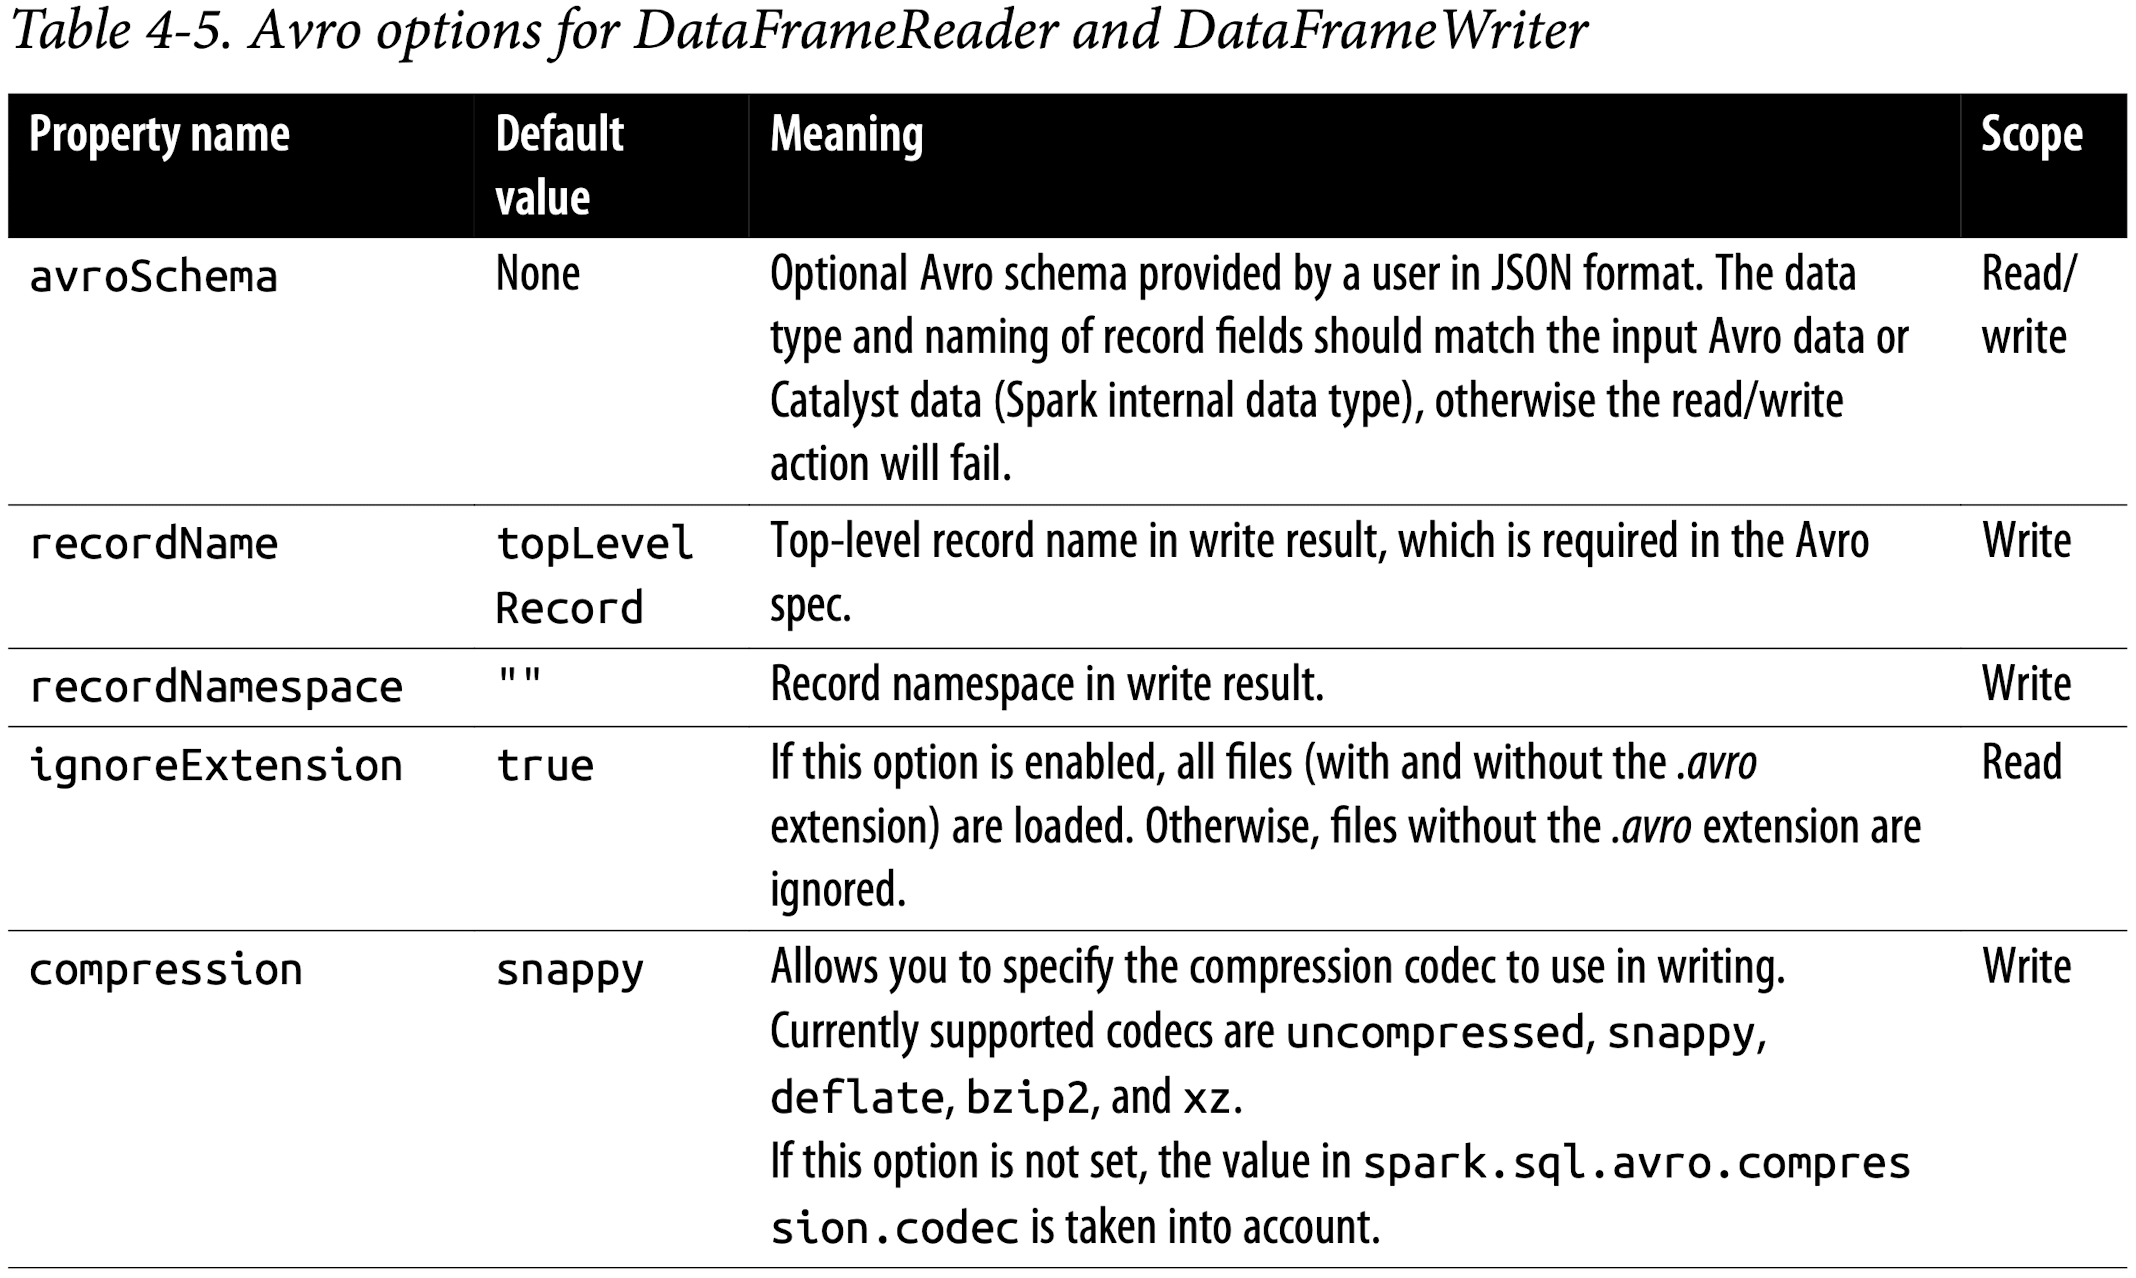 Table 4-5. Avro options for DataFrameReader and DataFrameWriter
Property name Default value Meaning Scope
avroSchema None Optional Avro schema provided by a user in JSON format. The data Read/
type and naming of record fields should match the input Avro data or write
Catalyst data (Spark internal data type), otherwise the read/write
action will fail.
recordName topLevel Top-level record name in write result, which is required in the Avro Write
Record spec.
recordNamespace "" Record namespace in write result. Write
ignoreExtension true If this option is enabled, all files (with and without the .avro Read
extension) are loaded. Otherwise, files without the .avro extension are
ignored.
compression snappy Allows you to specify the compression codec to use in writing. Write
Currently supported codecs are uncompressed, snappy,
deflate, bzip2, and xz.
If this option is not set, the value in spark.sql.avro.compres
sion.codec is taken into account.